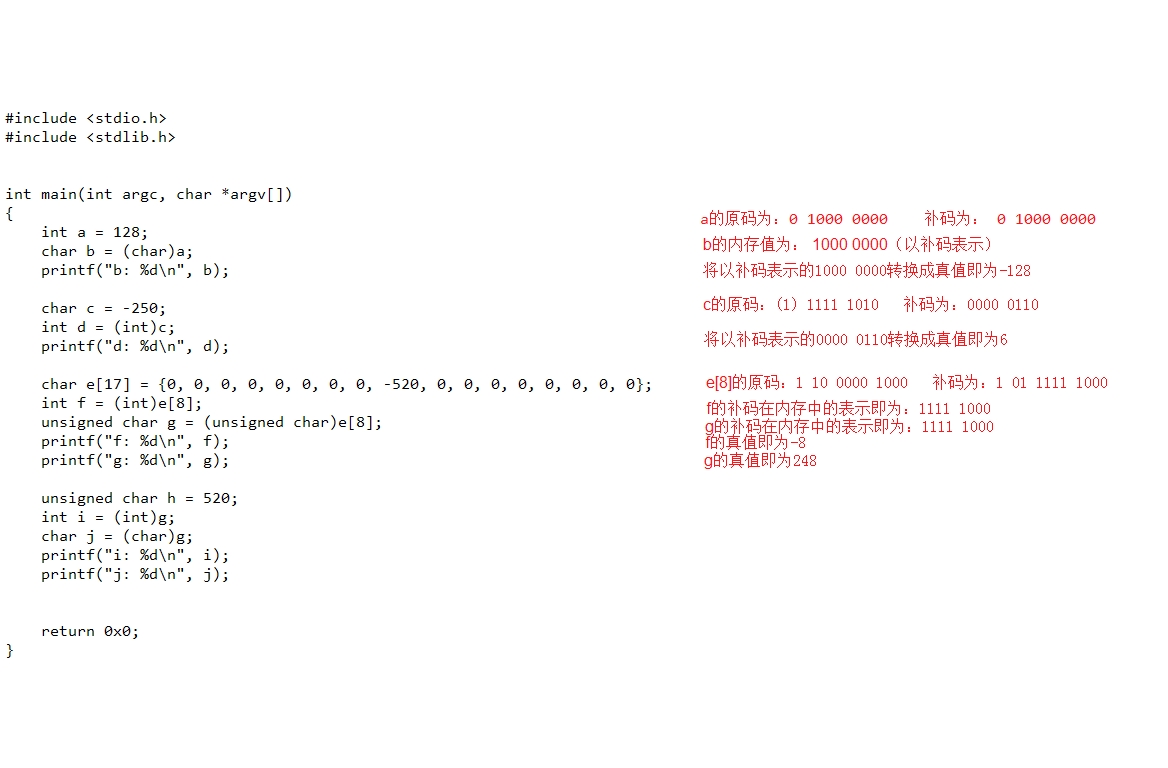 #include <stdio.h>
#include <stdlib.h>
int main(int argc, char *argv[])
{
    int a = 128;
    char b = (char)a;
    printf("b: %d\n", b);
    char c = -250;
    int d = (int)c;
    printf("d: %d\n", d);
    char e[17] = {0, 0, 0, 0, 0, 0, 0, 0, -520, 0, 0, 0, 0, 0, 0, 0, 0};
    int f = (int)e[8];
    unsigned char g = (unsigned char)e[8];
    printf("f: %d\n", f);
    printf("g: %d\n", g);
    unsigned char h = 520;
    int i = (int)g;
    char j = (char)g;
    printf("i: %d\n", i);
    printf("j: %d\n", j);
    return 0x0;
}
a的原码为：0 1000 0000 补码为： 0 1000 0000
b的内存值为： 1000 0000（以补码表示）
将以补码表示的1000 0000转换成真值即为-128
c的原码：（1）1111 1010 补码为：0000 0110
将以补码表示的0000 0110转换成真值即为6
e[8]的原码：1 10 0000 1000 补码为：1 01 1111 1000
f的补码在内存中的表示即为：1111 1000
g的补码在内存中的表示即为：1111 1000
f的真值即为-8
g的真值即为248